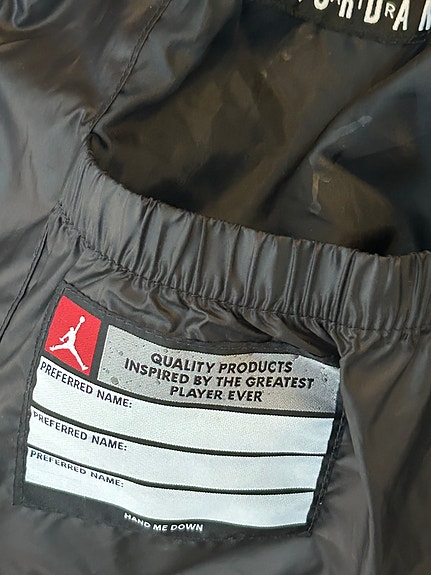 QUALITY PRODUCTS
INSPIRED BY THE GREATEST
PLAYER EVER
PREFERRED NAME:
PREFERRED NAME:
PREFERRED NAME:
HAND ME DOWN